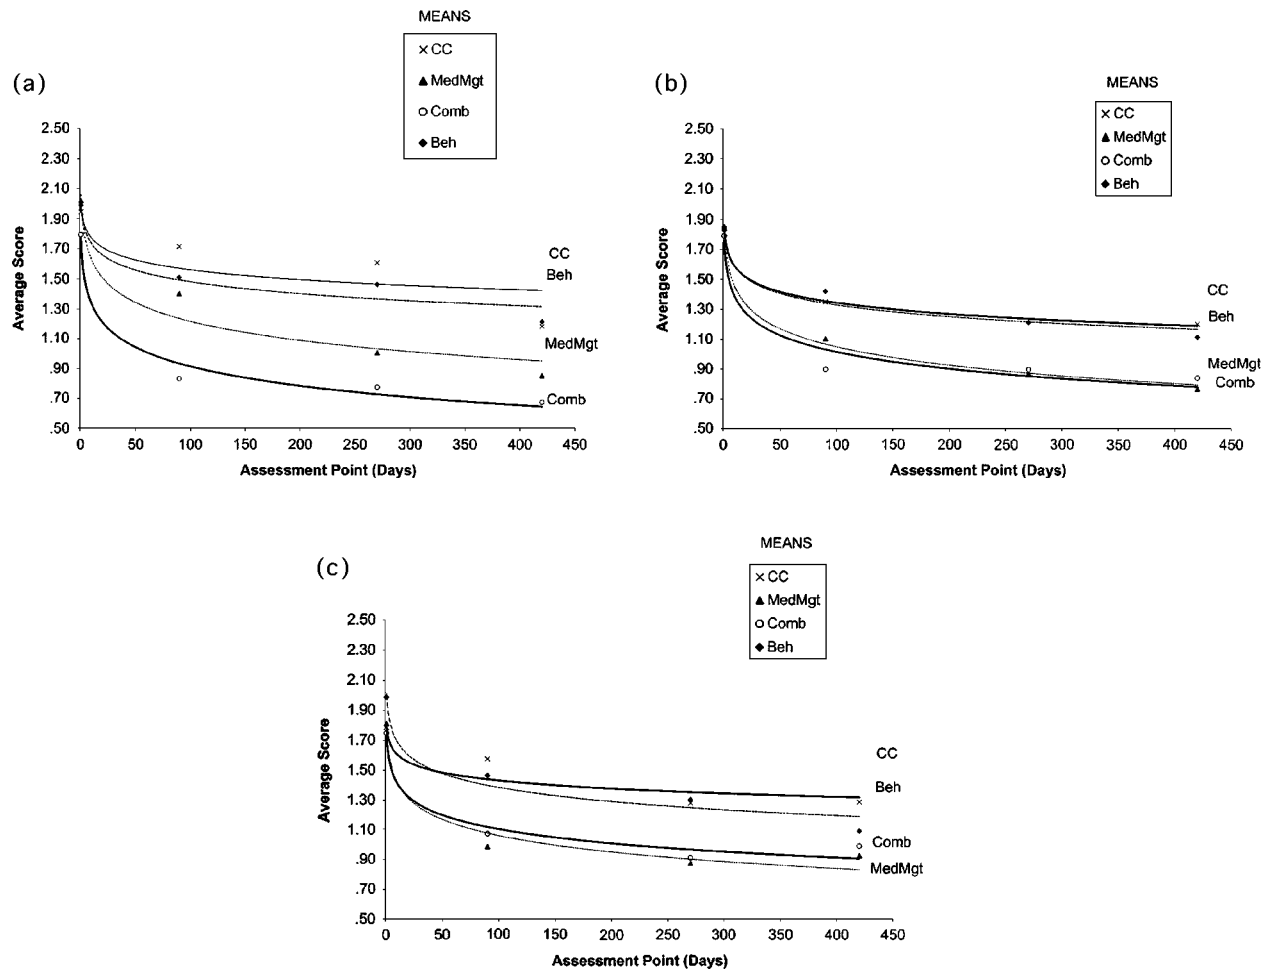 (a)
MEANS
CC
MedMgt
Comb
Beh
2.50
2.30
2.10
1.90
1.70
1.50
1.30
1.10
.90
.70
.50
Average Score
0 50 100 150 200 250 300 350 400 450
Assessment Point (Days)
CC
Beh
MedMgt
Comb
(b)
MEANS
CC
MedMgt
Comb
Beh
2.50
2.30
2.10
1.90
1.70
1.50
1.30
1.10
.90
.70
.50
Average Score
0 50 100 150 200 250 300 350 400 450
Assessment Point (Days)
CC
Beh
MedMgt
Comb
(c)
MEANS
CC
MedMgt
Comb
Beh
2.50
2.30
2.10
1.90
1.70
1.50
1.30
1.10
.90
.70
.50
Average Score
0 50 100 150 200 250 300 350 400 450
Assessment Point (Days)
CC
Beh
Comb
MedMgt